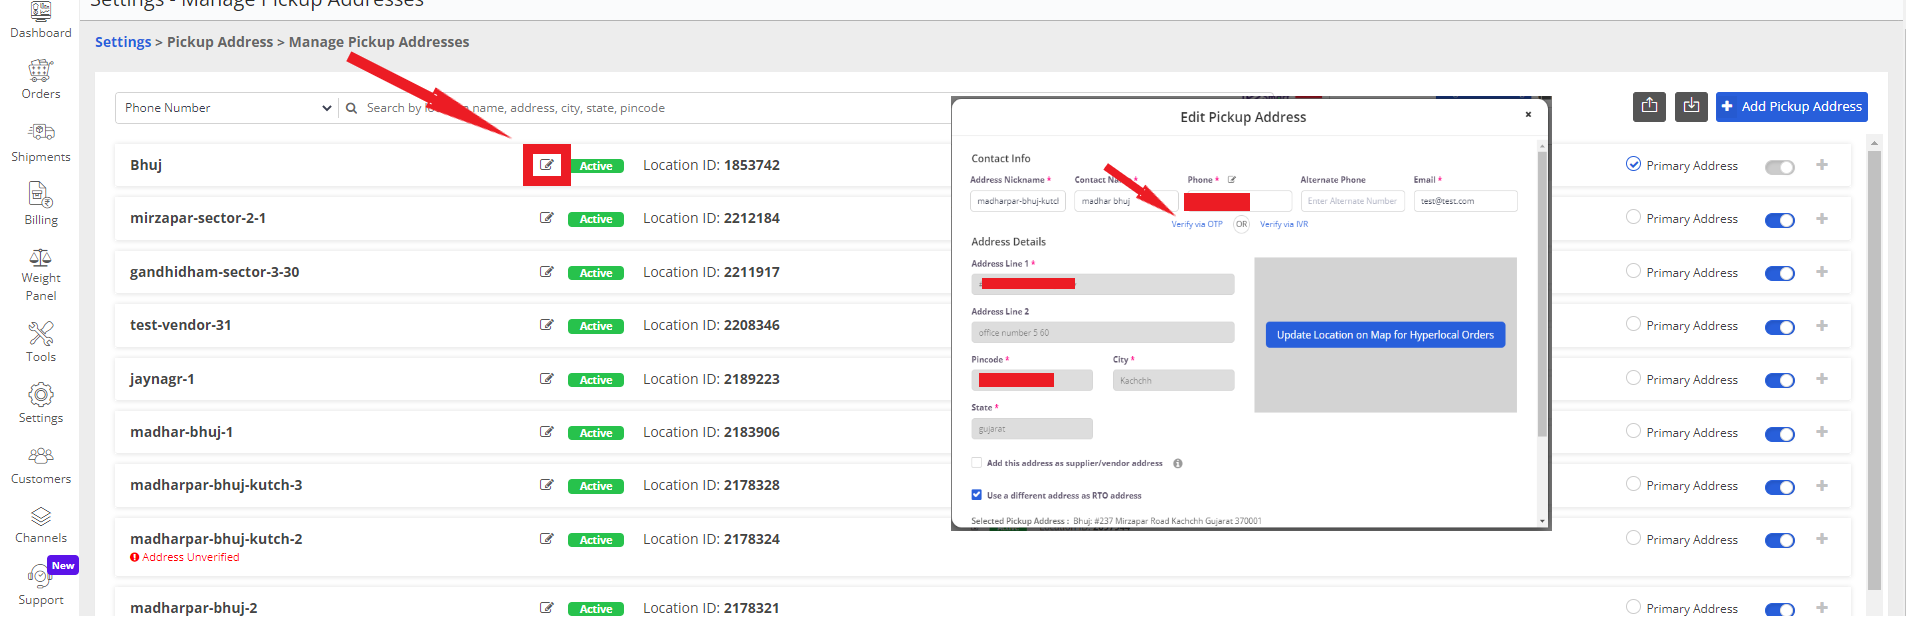 Settings - Manage Pickup Addresses
Dashboard
Orders
Shipments
Billing
Weight
Panel
Tools
Settings
Customers
Channels
New
Support
Settings > Pickup Address > Manage Pickup Addresses
Phone Number
Search by name, address, city, state, pincode
Add Pickup Address
Bhuj Active Location ID: 1853742 Primary Address
mirzapar-sector-2-1 Active Location ID: 2212184 Primary Address
gandhidham-sector-3-30 Active Location ID: 2211917 Primary Address
test-vendor-31 Active Location ID: 2208346 Primary Address
jaynagr-1 Active Location ID: 2189223 Primary Address
madhar-bhuj-1 Active Location ID: 2183906 Primary Address
madharpar-bhuj-kutch-3 Active Location ID: 2178328 Primary Address
madharpar-bhuj-kutch-2 Active Location ID: 2178324 Primary Address
Address Unverified
madharpar-bhuj-2 Active Location ID: 2178321 Primary Address
Edit Pickup Address
Contact Info
Address Nickname * Contact * Phone * Alternate Phone Email *
madharpar-bhuj-kutcl madhar bhuj Enter Alternate Number test@test.com
Verify via OTP OR Verify via IVR
Address Details
Address Line 1 *
Address Line 2
office number 5 60
Pincode * City *
Kachchh
State *
gujarat
Update Location on Map for Hyperlocal Orders
Add this address as supplier/vendor address
Use a different address as RTO address
Selected Pickup Address : Bhuj: #237 Mirzapar Road Kachchh Gujarat 370001